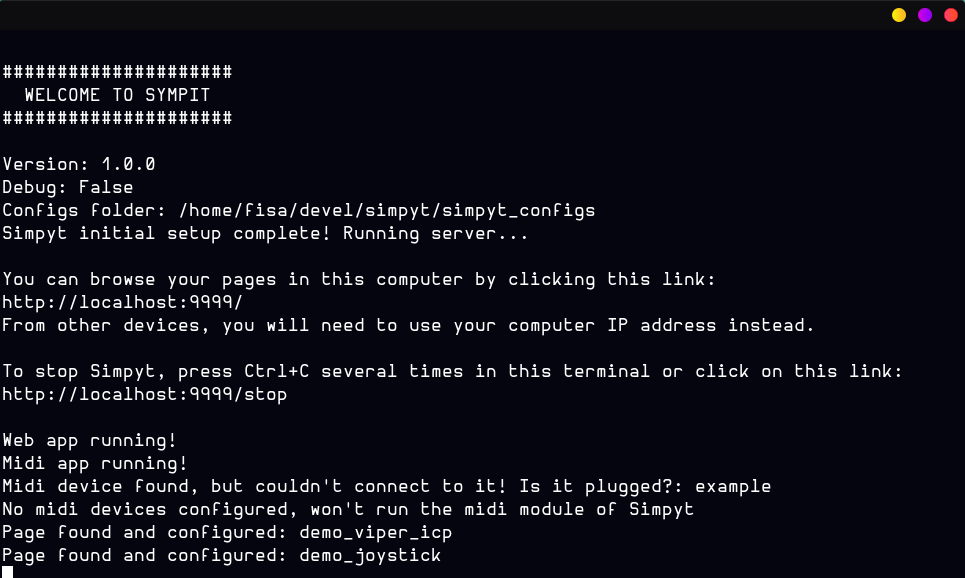 #####################
WELCOME TO SYMPIT
#####################
Version: 1.0.0
Debug: False
Configs folder: /home/fisa/devel/simpyt/simpyt_configs
Simpyt initial setup complete! Running server...
You can browse your pages in this computer by clicking this link:
http://localhost:9999/
From other devices, you will need to use your computer IP address instead.
To stop Simpyt, press Ctrl+C several times in this terminal or click on this link:
http://localhost:9999/stop
Web app running!
Midi app running!
Midi device found, but couldn't connect to it! Is it plugged?: example
No midi devices configured, won't run the midi module of Simpyt
Page found and configured: demo_viper_icp
Page found and configured: demo_joystick